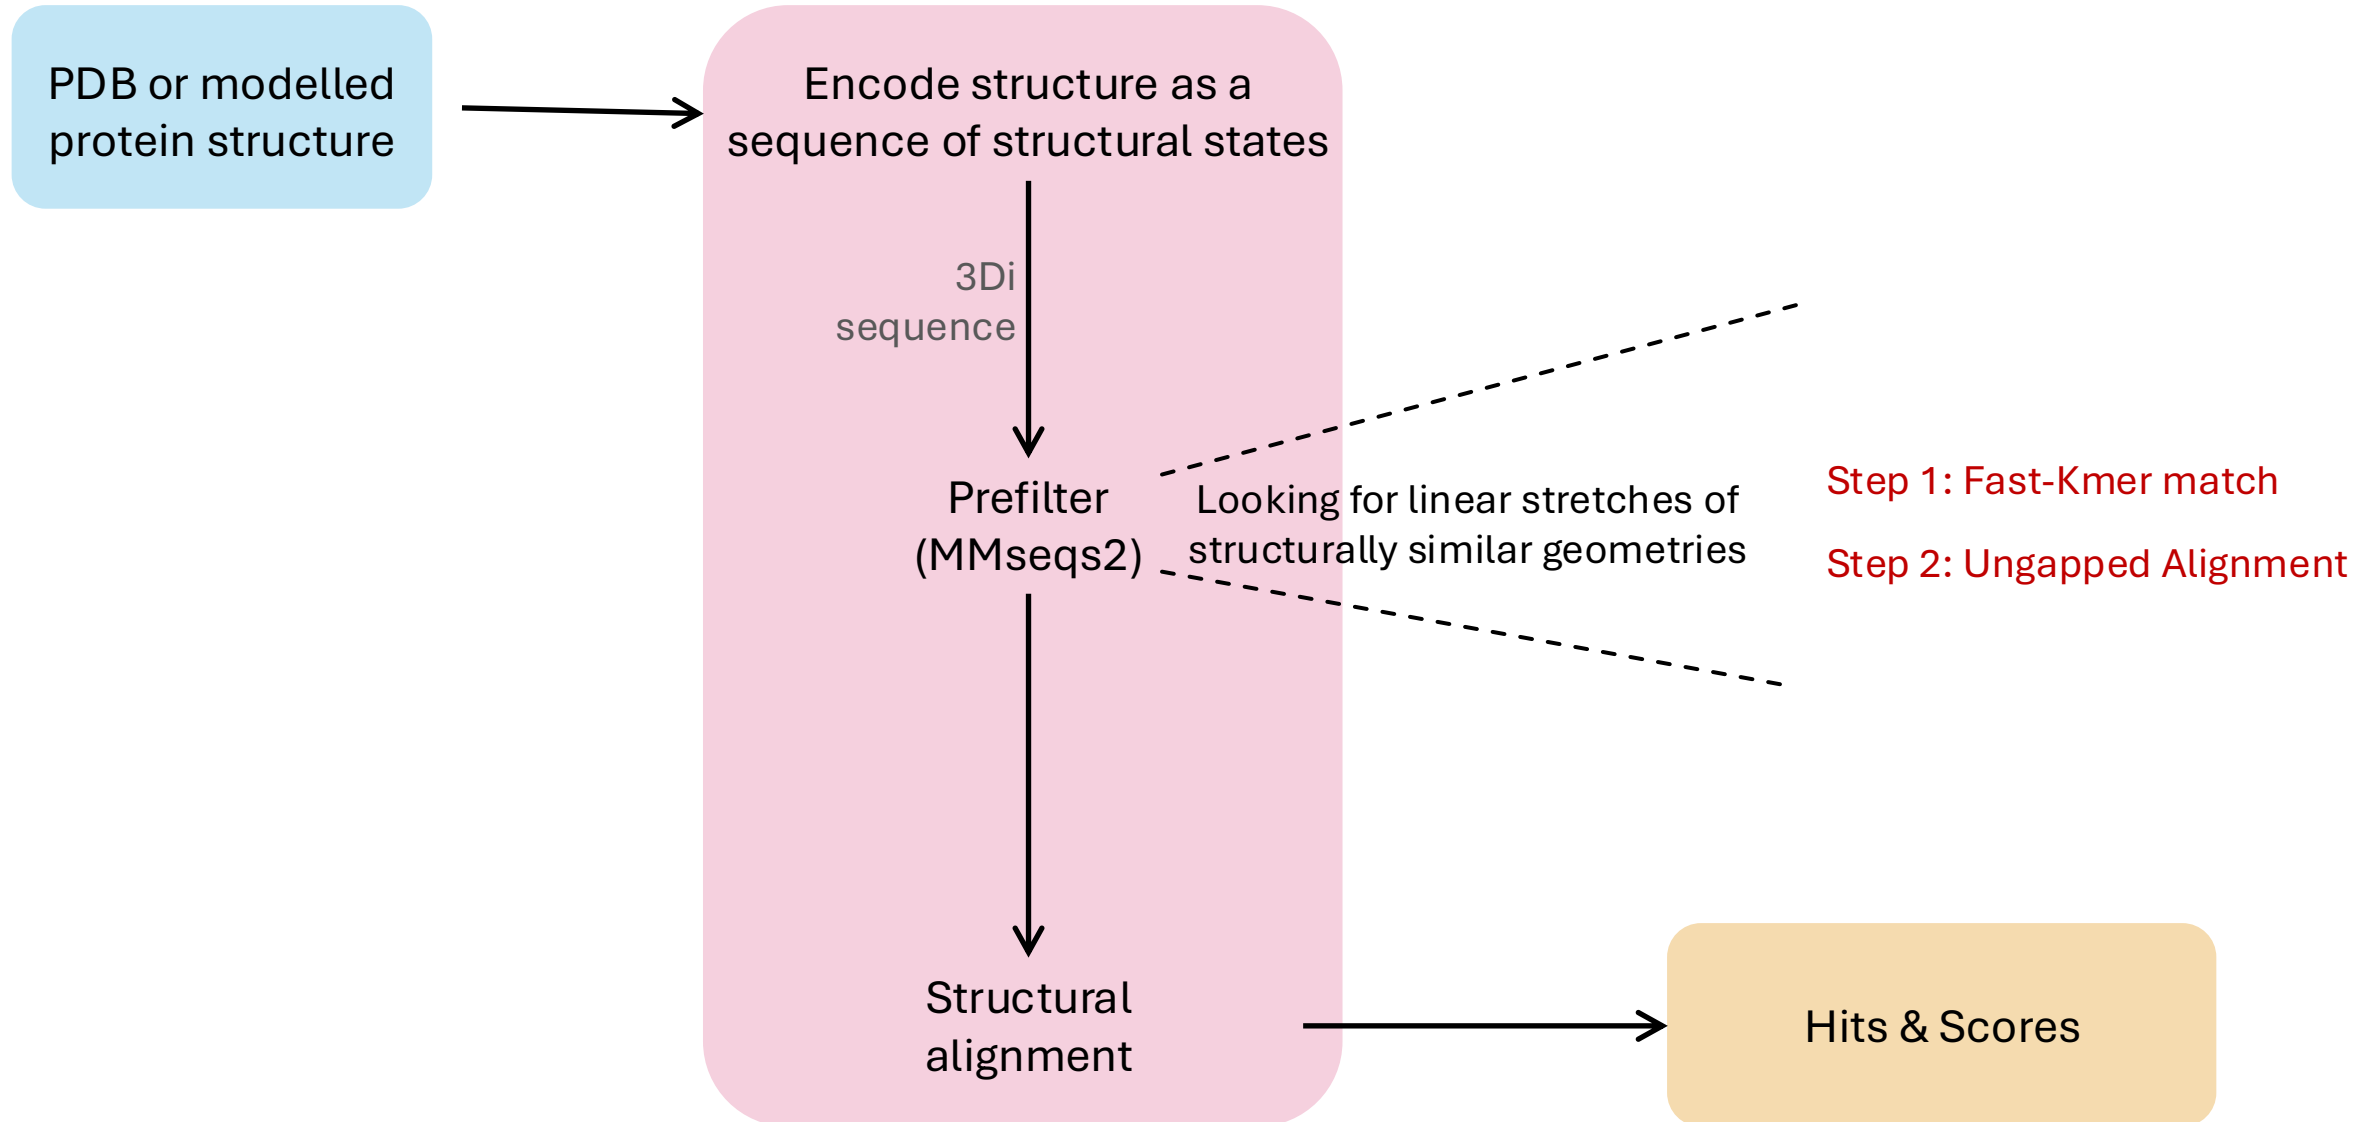 PDB or modelled
protein structure
Encode structure as a
sequence of structural states
3Di
sequence
Prefilter
(MMseqs2)
Looking for linear stretches of
structurally similar geometries
Step 1: Fast-Kmer match
Step 2: Ungapped Alignment
Structural
alignment
Hits & Scores